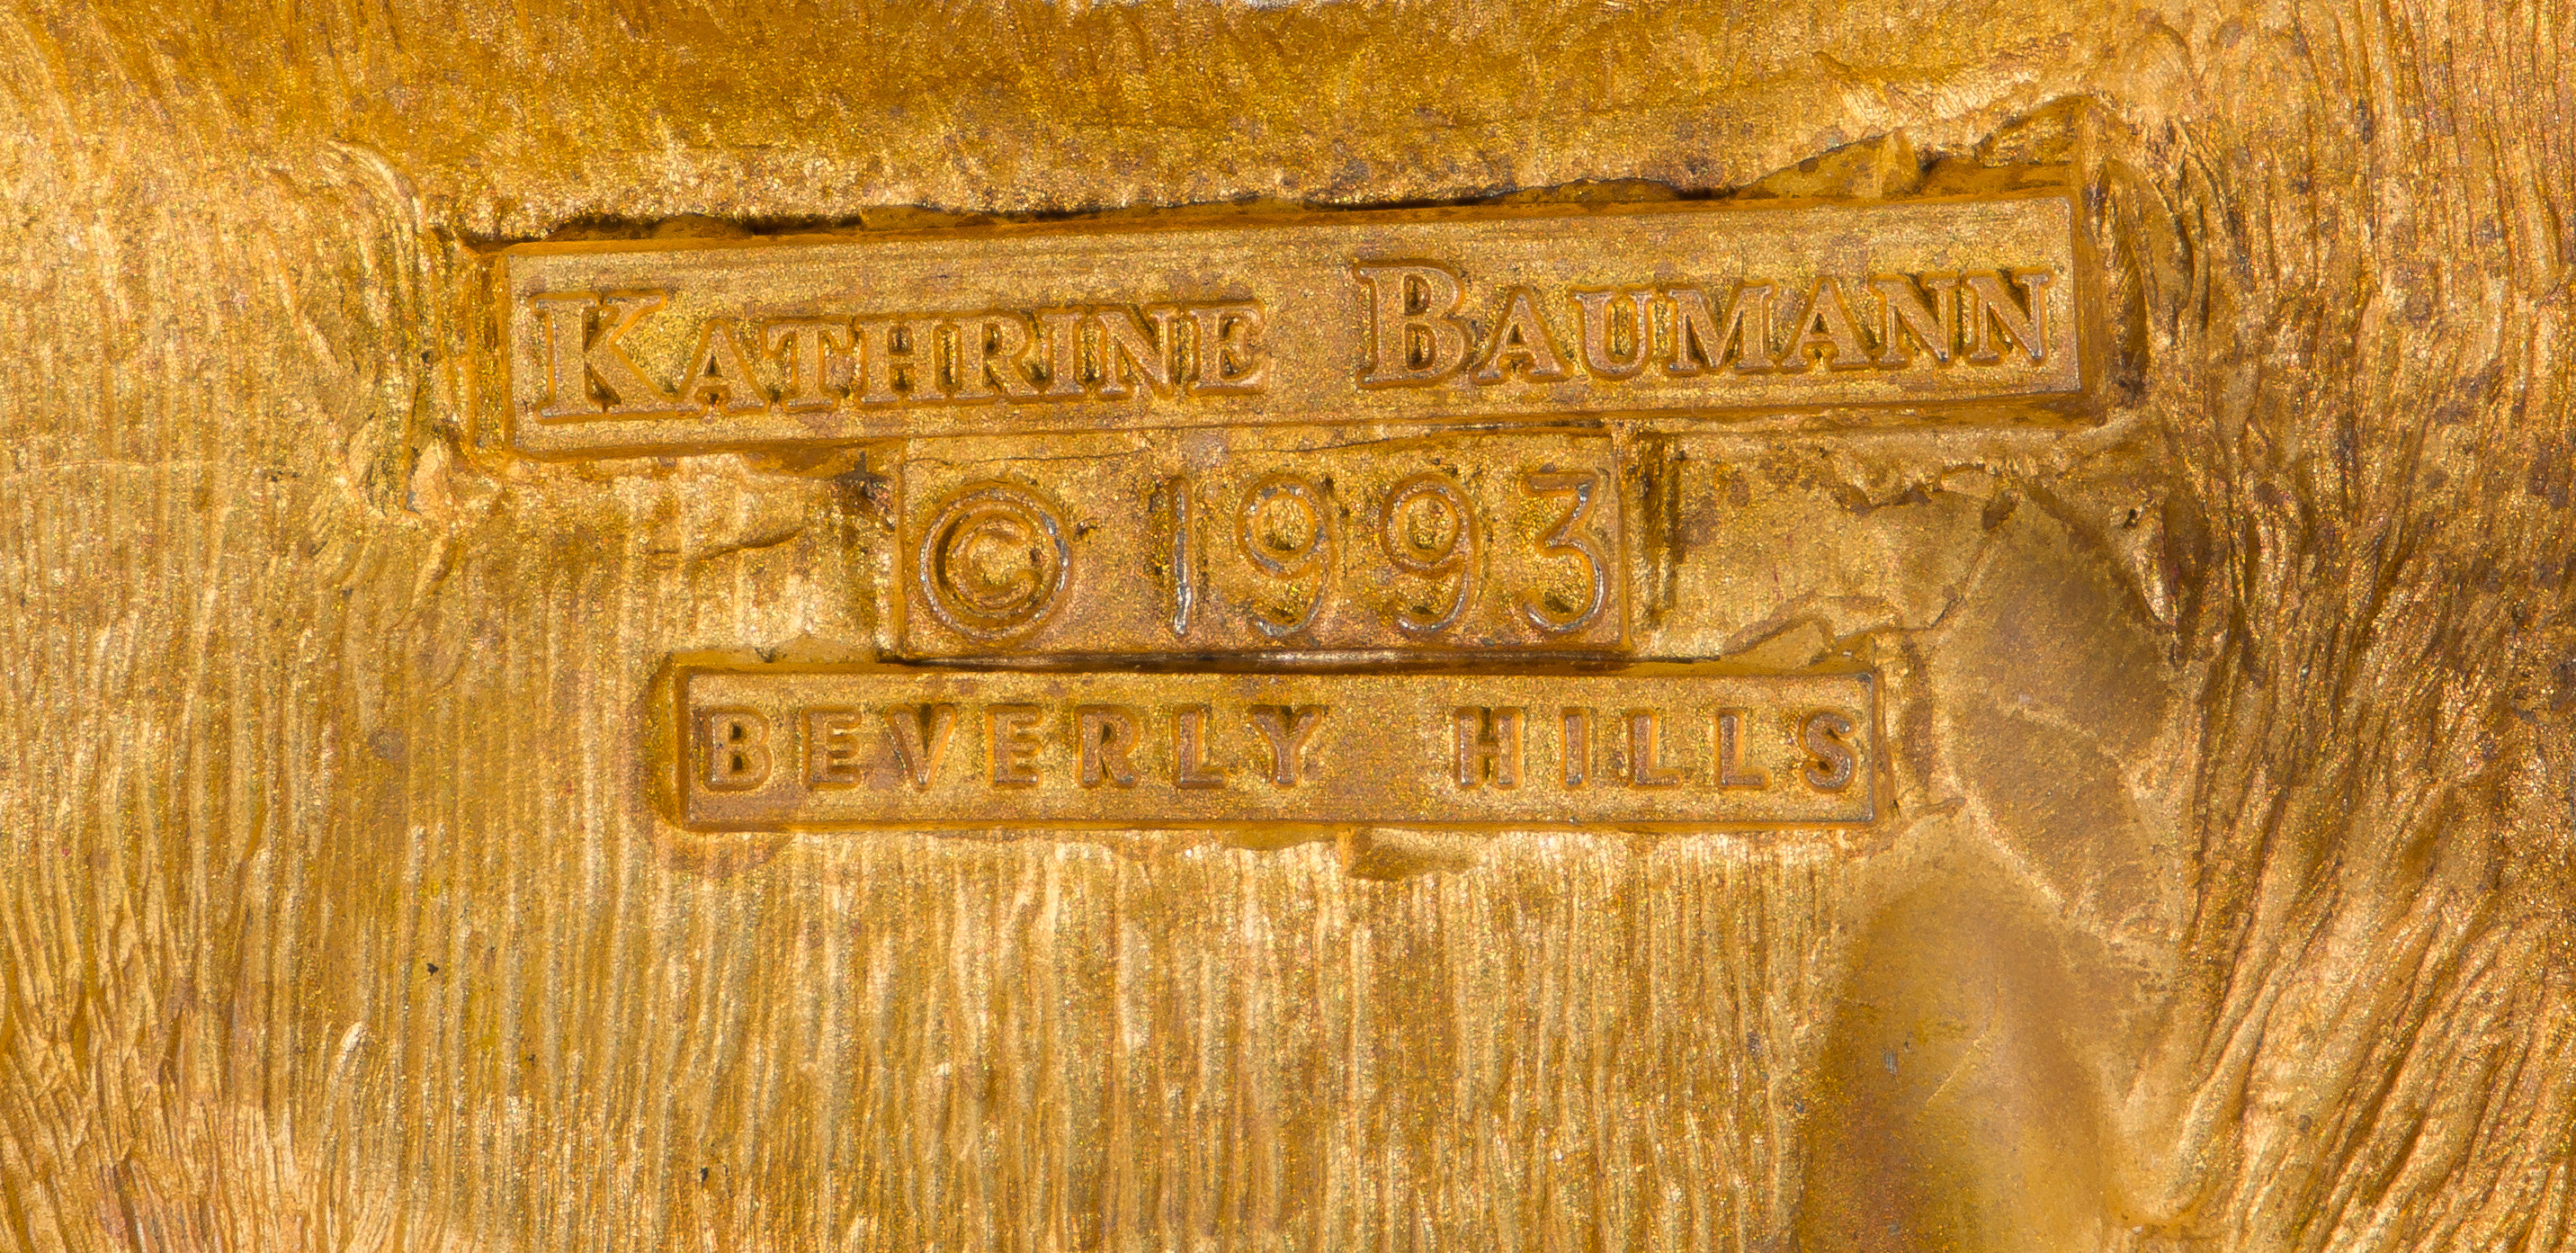 KATHRINE BAUMANN
© 1993
BEVERLY HILLS